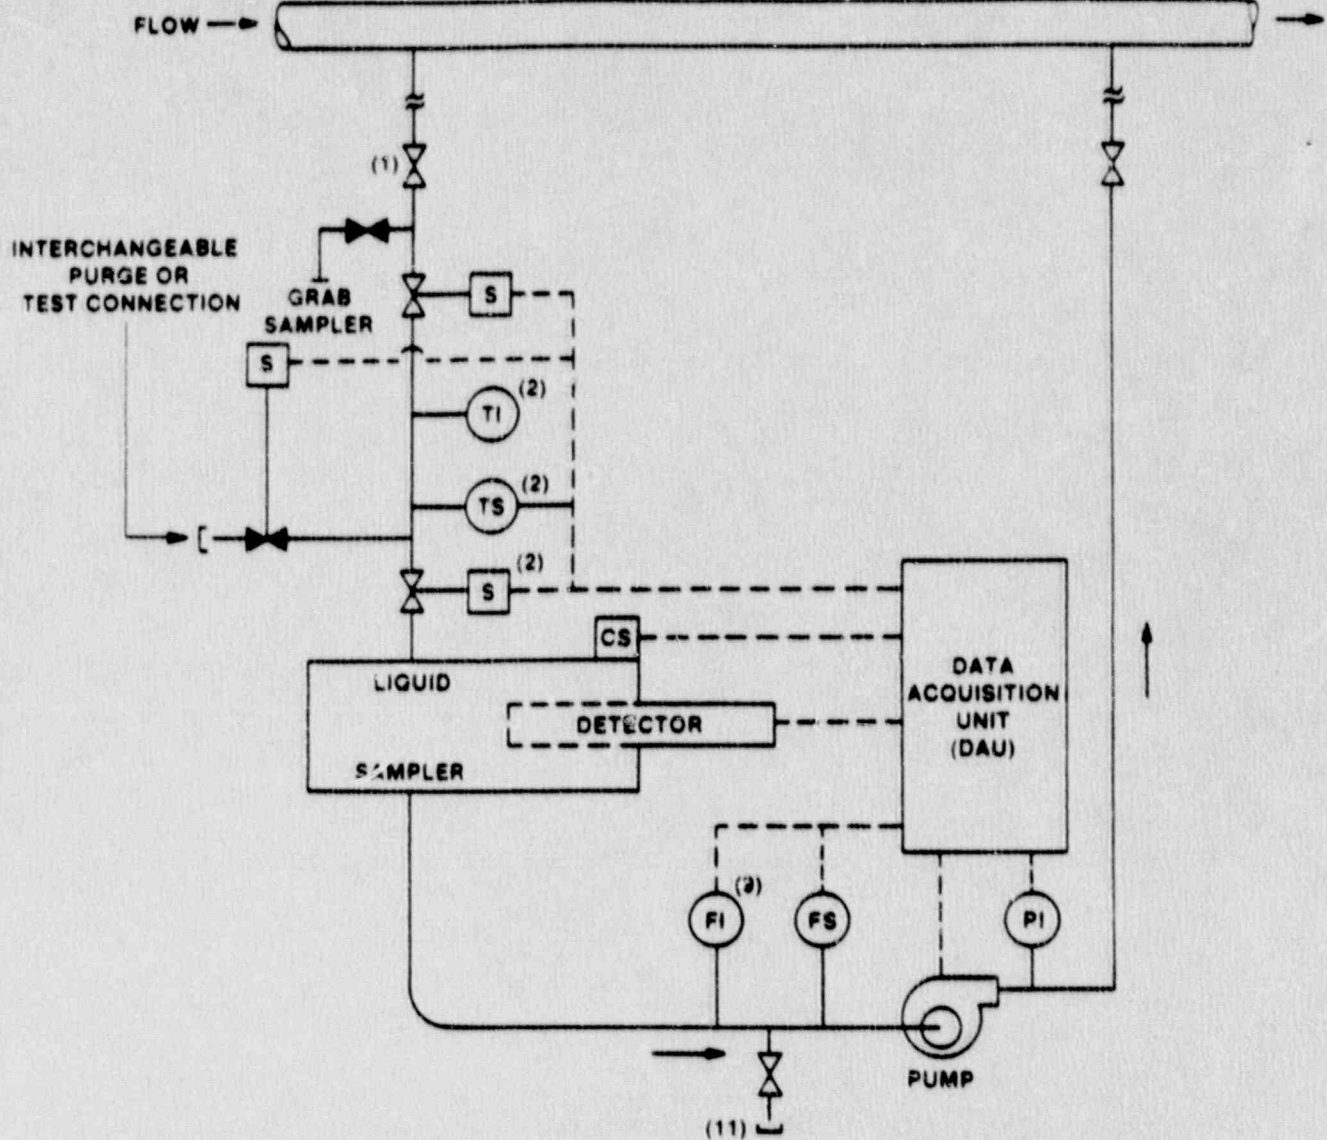 FLOW
(1)
INTERCHANGEABLE
PURGE OR
TEST CONNECTION
GRAB
SAMPLER
S
S
TI
(2)
TS
(2)
S
(2)
CS
LIQUID
DETECTOR
SAMPLER
DATA
ACQUISITION
UNIT
(DAU)
FI
FS
PI
PUMP
(11)